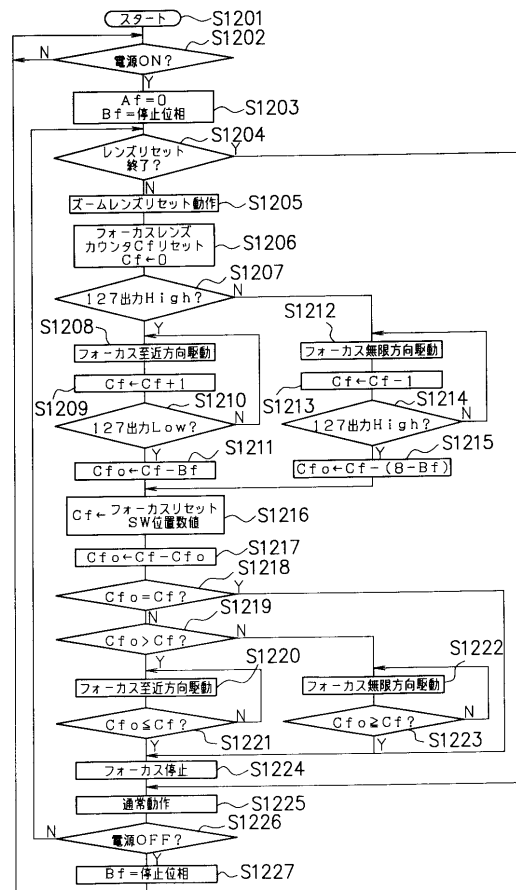 スタート S1201
S1202
N 電源ON?
Y
Af=0
Bf=停止位相 S1203
S1204
レンズリセット
終了? Y
N
ズームレンズリセット動作 S1205
フォーカスレンズ
カウンタCfリセット
Cf←0 S1206
S1207
127出力High? N
Y
S1208
フォーカス至近方向駆動
S1212
フォーカス無限方向駆動
Cf←Cf+1
S1209
Cf←Cf-1
S1213
S1210
127出力Low? N
Y
S1214
127出力High? N
Y
S1211
Cfo←Cf-Bf
S1215
Cfo←Cf-(8-Bf)
Cf←フォーカスリセット
SW位置数値 S1216
Cfo←Cf-Cfo S1217
S1218
Cfo=Cf? Y
N
S1219
Cfo>Cf? N
Y
S1220
フォーカス至近方向駆動
S1222
フォーカス無限方向駆動
Cfo≦Cf? N
S1221
Y
Cfo≧Cf? N
S1223
Y
フォーカス停止 S1224
通常動作 S1225
S1226
N 電源OFF?
Y
Bf=停止位相 S1227